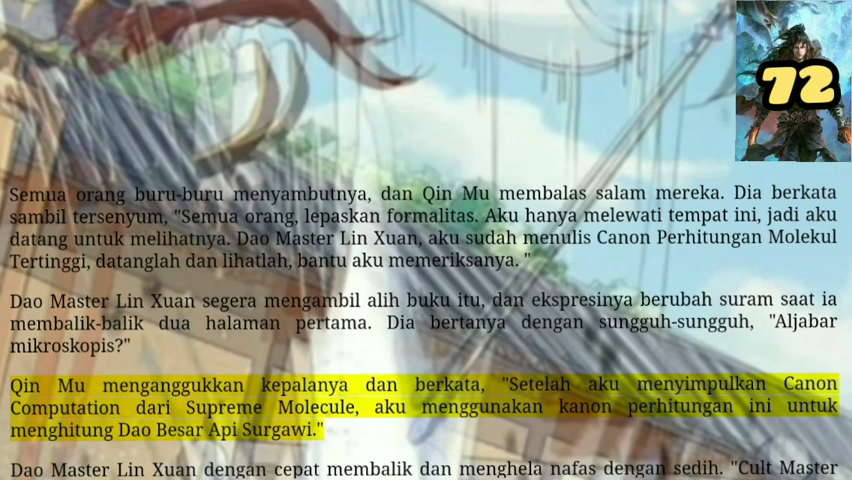 72
Semua orang buru-buru menyambutnya, dan Qin Mu membalas salam mereka. Dia berkata
sambil tersenyum, "Semua orang, lepaskan formalitas. Aku hanya melewati tempat ini, jadi aku
datang untuk melihatnya. Dao Master Lin Xuan, aku sudah menulis Canon Perhitungan Molekul
Tertinggi, datanglah dan lihatlah, bantu aku memeriksanya. "
Dao Master Lin Xuan segera mengambil alih buku itu, dan ekspresinya berubah suram saat ia
membalik-balik dua halaman pertama. Dia bertanya dengan sungguh-sungguh, "Aljabar
mikroskopis?"
Qin Mu menganggukkan kepalanya dan berkata, "Setelah aku menyimpulkan Canon
Computation dari Supreme Molecule, aku menggunakan kanon perhitungan ini untuk
menghitung Dao Besar Api Surgawi."
Dao Master Lin Xuan dengan cepat membalik dan menghela nafas dengan sedih. "Cult Master